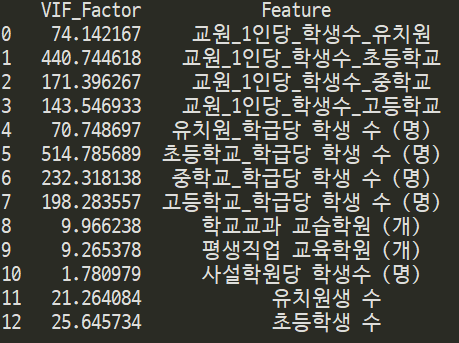 VIF_Factor Feature
0 74.142167 교원_1인당_학생수_유치원
1 440.744618 교원_1인당_학생수_초등학교
2 171.396267 교원_1인당_학생수_중학교
3 143.546933 교원_1인당_학생수_고등학교
4 70.748697 유치원_학급당 학생 수 (명)
5 514.785689 초등학교_학급당 학생 수 (명)
6 232.318138 중학교_학급당 학생 수 (명)
7 198.283557 고등학교_학급당 학생 수 (명)
8 9.966238 학교교과 교습학원 (개)
9 9.265378 평생직업 교육학원 (개)
10 1.780979 사설학원당 학생수 (명)
11 21.264084 유치원생 수
12 25.645734 초등학생 수